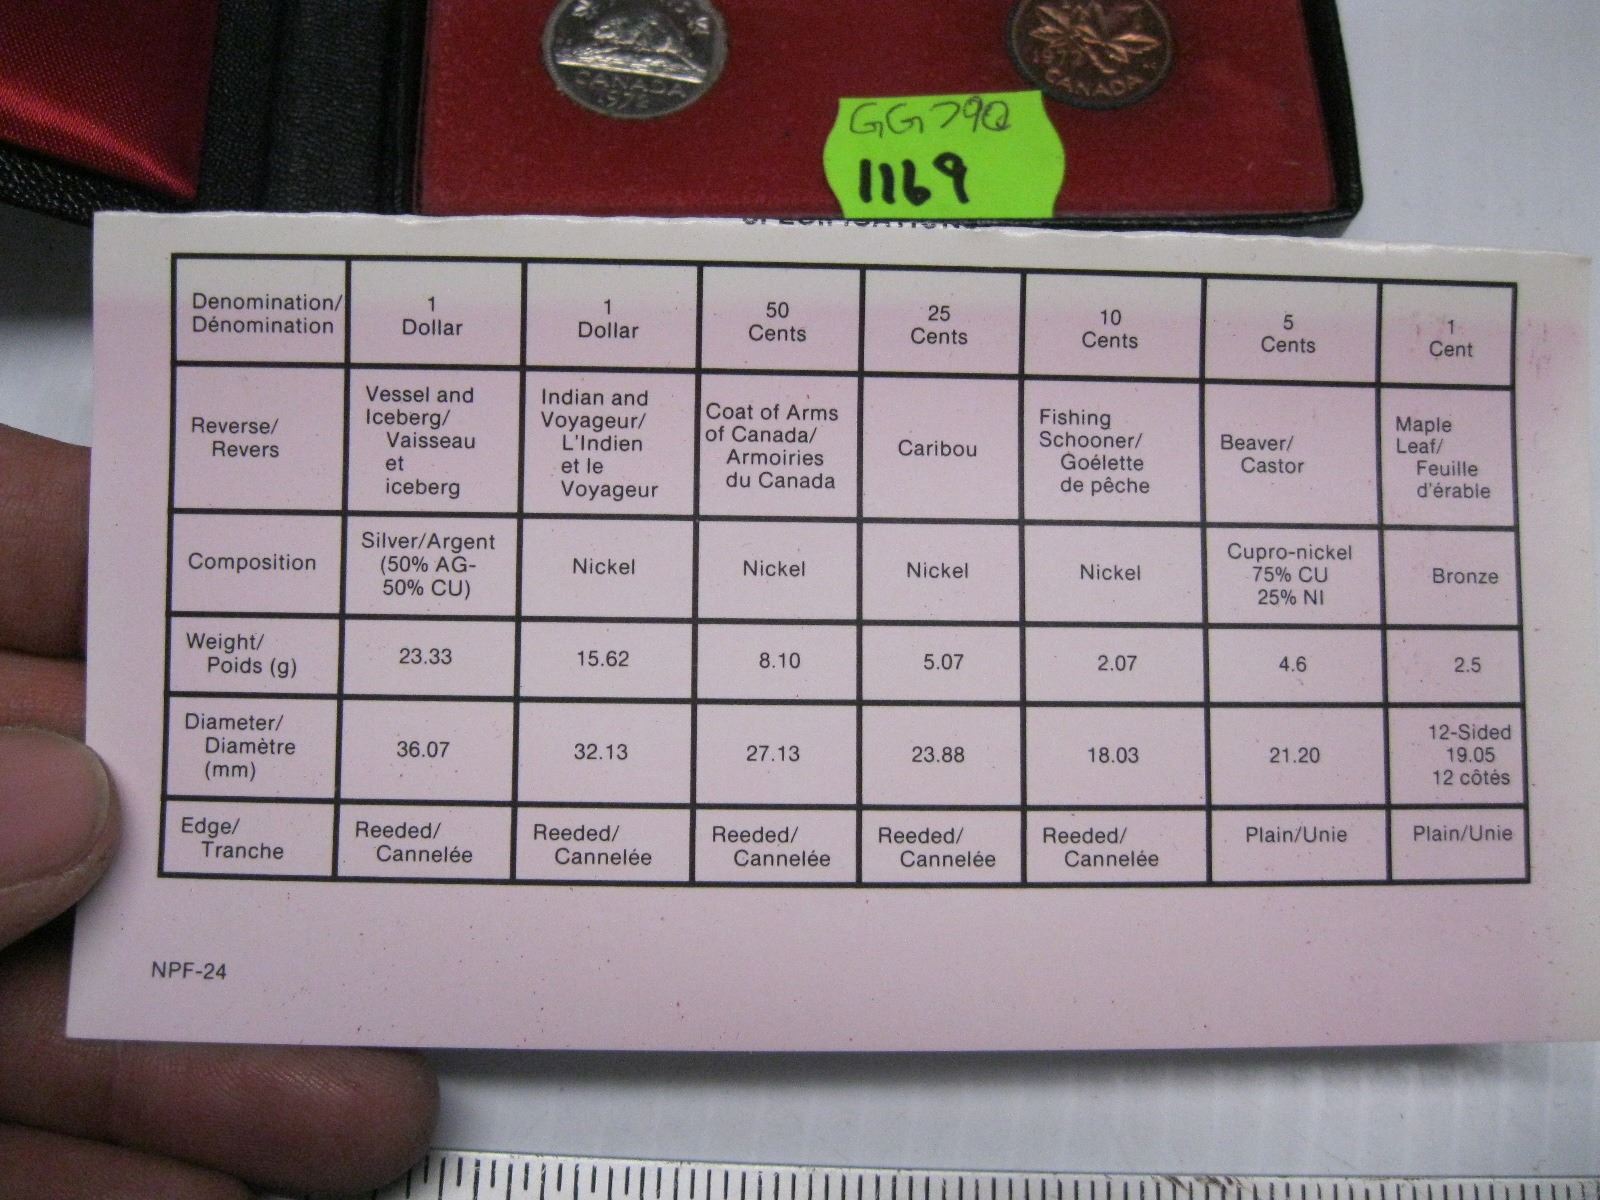 CANADA
CANADA
GG790
1169
SPECIFICATIONS
Denomination/ Dénomination
1 Dollar
1 Dollar
50 Cents
25 Cents
10 Cents
5 Cents
1 Cent
Reverse/ Revers
Vessel and Iceberg/ Vaisseau et iceberg
Indian and Voyageur/ L'Indien et le Voyageur
Coat of Arms of Canada/ Armoiries du Canada
Caribou
Fishing Schooner/ Goélette de pêche
Beaver/ Castor
Maple Leaf/ Feuille d'érable
Composition
Silver/Argent (50% AG- 50% CU)
Nickel
Nickel
Nickel
Nickel
Cupro-nickel 75% CU 25% NI
Bronze
Weight/ Poids (g)
23.33
15.62
8.10
5.07
2.07
4.6
2.5
Diameter/ Diamètre (mm)
36.07
32.13
27.13
23.88
18.03
21.20
12-Sided 19.05 12 côtés
Edge/ Tranche
Reeded/ Cannelée
Reeded/ Cannelée
Reeded/ Cannelée
Reeded/ Cannelée
Reeded/ Cannelée
Plain/Unie
Plain/Unie
NPF-24